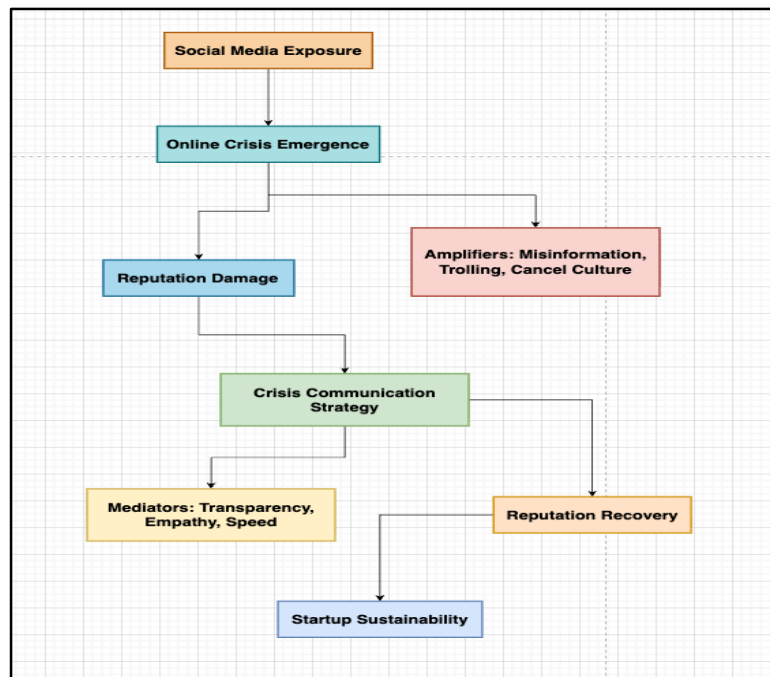 Social Media Exposure
Online Crisis Emergence
Amplifiers: Misinformation,
Trolling, Cancel Culture
Reputation Damage
Crisis Communication
Strategy
Mediators: Transparency,
Empathy, Speed
Reputation Recovery
Startup Sustainability